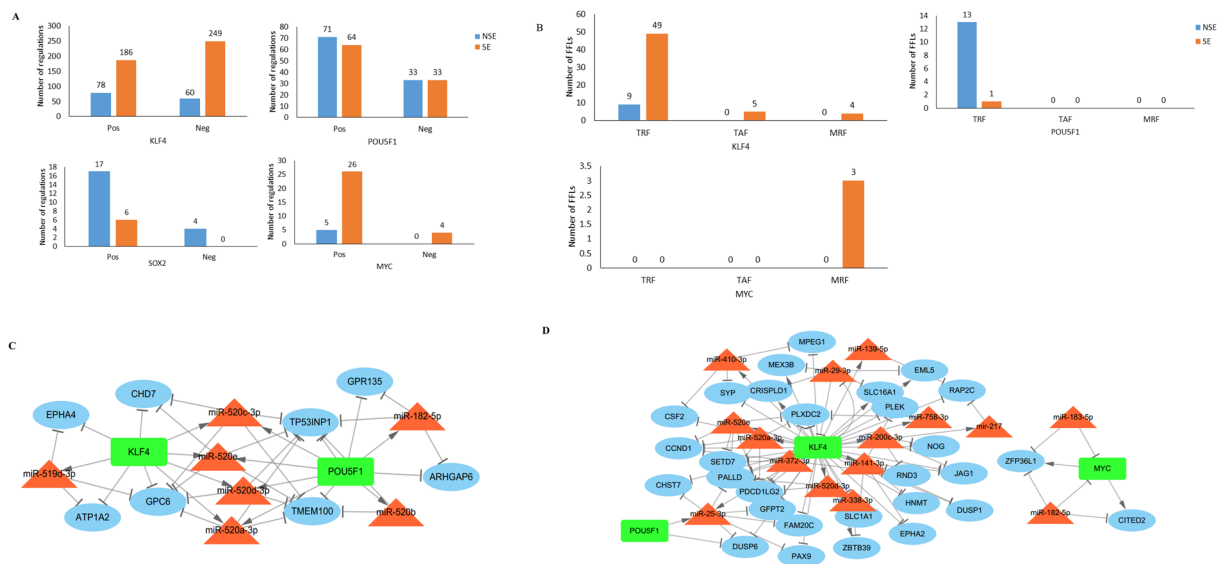 A
Number of regulations
300
250
200
150
100
50
0
78
186
60
249
Pos
Neg
KLF4
Number of regulations
80
70
60
50
40
30
20
10
0
71
64
33
33
Pos
Neg
POU5F1
NSE
SE
Number of regulations
18
16
14
12
10
8
6
4
2
0
17
6
4
0
Pos
Neg
SOX2
Number of regulations
30
25
20
15
10
5
0
5
26
0
4
Pos
Neg
MYC
B
Number of FFLs
60
50
40
30
20
10
0
9
49
0
5
0
4
TRF
TAF
MRF
KLF4
Number of FFLs
14
12
10
8
6
4
2
0
13
1
0
0
0
0
TRF
TAF
MRF
POU5F1
NSE
SE
Number of FFLs
3.5
3
2.5
2
1.5
1
0.5
0
0
0
0
0
0
3
TRF
TAF
MRF
MYC
C
GPR135
CHD7
EPHA4
miR-520c-3p
TP53INP1
miR-182-5p
KLF4
miR-520e
POU5F1
miR-519d-3p
ARHGAP6
GPC6
miR-520d-3p
ATP1A2
TMEM100
miR-520b
miR-520a-3p
D
MPEG1
miR-139-5p
miR-410-3p
MEX3B
miR-29-3p
EML5
SYP
CRISPLD1
SLC16A1
RAP2C
CSF2
PLXDC2
PLEK
miR-520e
miR-758-3p
miR-183-5p
CCND1
miR-520a-3p
KLF4
miR-200c-3p
mir-217
NOG
ZFP36L1
MYC
SETD7
miR-372-3p
miR-141-3p
JAG1
PALLD
RND3
CHST7
PDCD1LG2
miR-520d-3p
HNMT
DUSP1
GFPT2
miR-338-3p
miR-25-3p
SLC1A1
miR-182-5p
CITED2
POU5F1
FAM20C
EPHA2
DUSP6
ZBTB39
PAX9